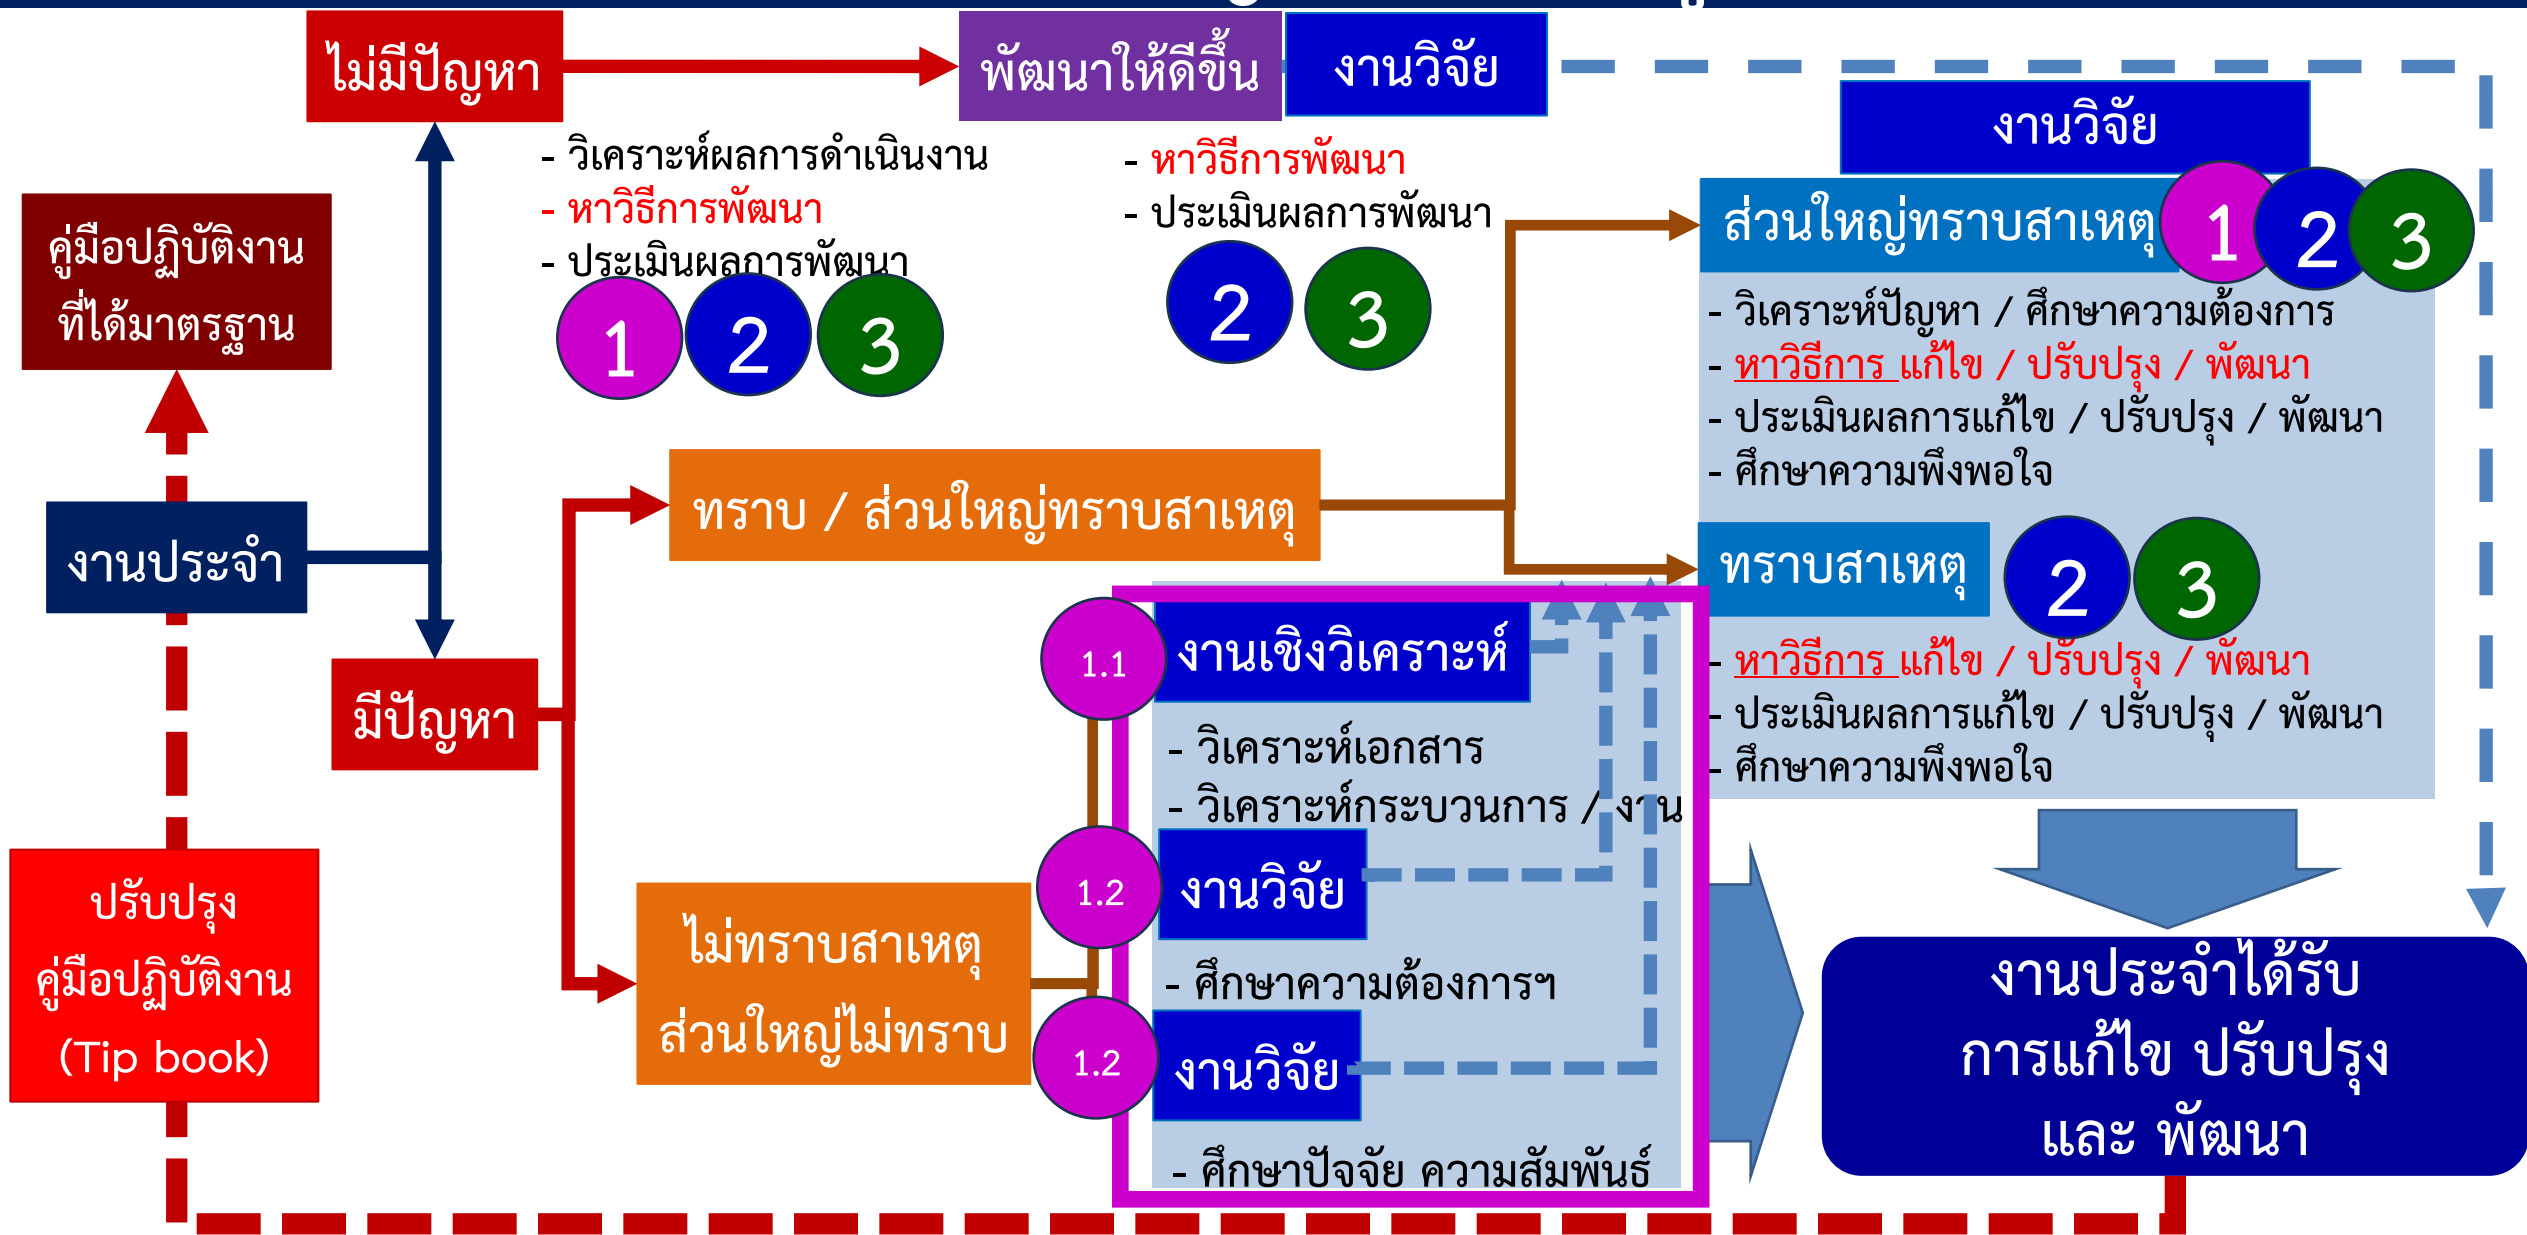 ไม่มีปัญหา
พัฒนาให้ดีขึ้น
งานวิจัย
- วิเคราะห์ผลการดำเนินงาน
- หาวิธีการพัฒนา
- ประเมินผลการพัฒนา
1 2 3
- หาวิธีการพัฒนา
- ประเมินผลการพัฒนา
2 3
งานวิจัย
ส่วนใหญ่ทราบสาเหตุ 1 2 3
- วิเคราะห์ปัญหา / ศึกษาความต้องการ
- หาวิธีการ แก้ไข / ปรับปรุง / พัฒนา
- ประเมินผลการแก้ไข / ปรับปรุง / พัฒนา
- ศึกษาความพึงพอใจ
คู่มือปฏิบัติงาน
ที่ได้มาตรฐาน
งานประจำ
ทราบ / ส่วนใหญ่ทราบสาเหตุ
ทราบสาเหตุ 2 3
- หาวิธีการ แก้ไข / ปรับปรุง / พัฒนา
- ประเมินผลการแก้ไข / ปรับปรุง / พัฒนา
- ศึกษาความพึงพอใจ
มีปัญหา
1.1 งานเชิงวิเคราะห์
- วิเคราะห์เอกสาร
- วิเคราะห์กระบวนการ / งาน
1.2 งานวิจัย
- ศึกษาความต้องการฯ
1.2 งานวิจัย
- ศึกษาปัจจัย ความสัมพันธ์
ไม่ทราบสาเหตุ
ส่วนใหญ่ไม่ทราบ
ปรับปรุง
คู่มือปฏิบัติงาน
(Tip book)
งานประจำได้รับ
การแก้ไข ปรับปรุง
และ พัฒนา